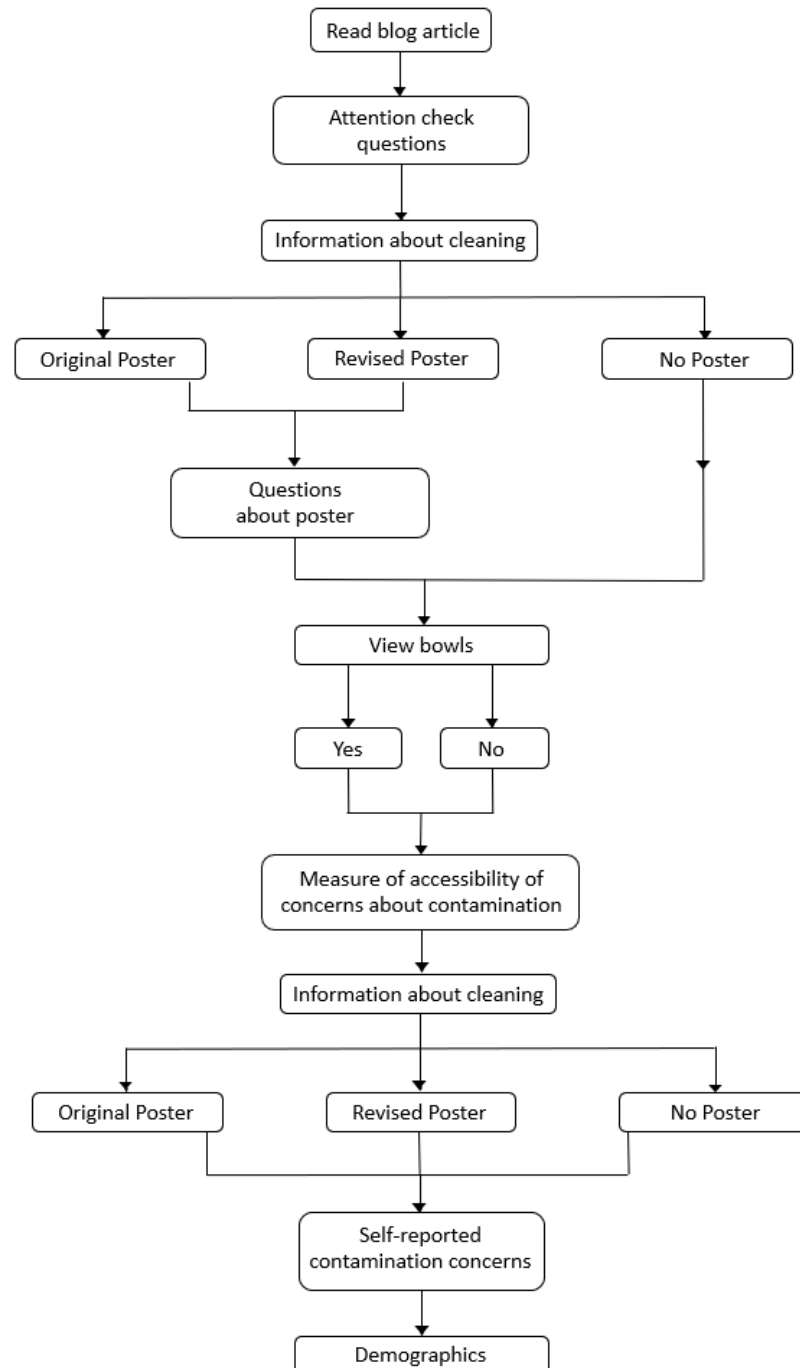 Read blog article
Attention check
questions
Information about cleaning
Original Poster
Revised Poster
No Poster
Questions
about poster
View bowls
Yes
No
Measure of accessibility of
concerns about contamination
Information about cleaning
Original Poster
Revised Poster
No Poster
Self-reported
contamination concerns
Demographics